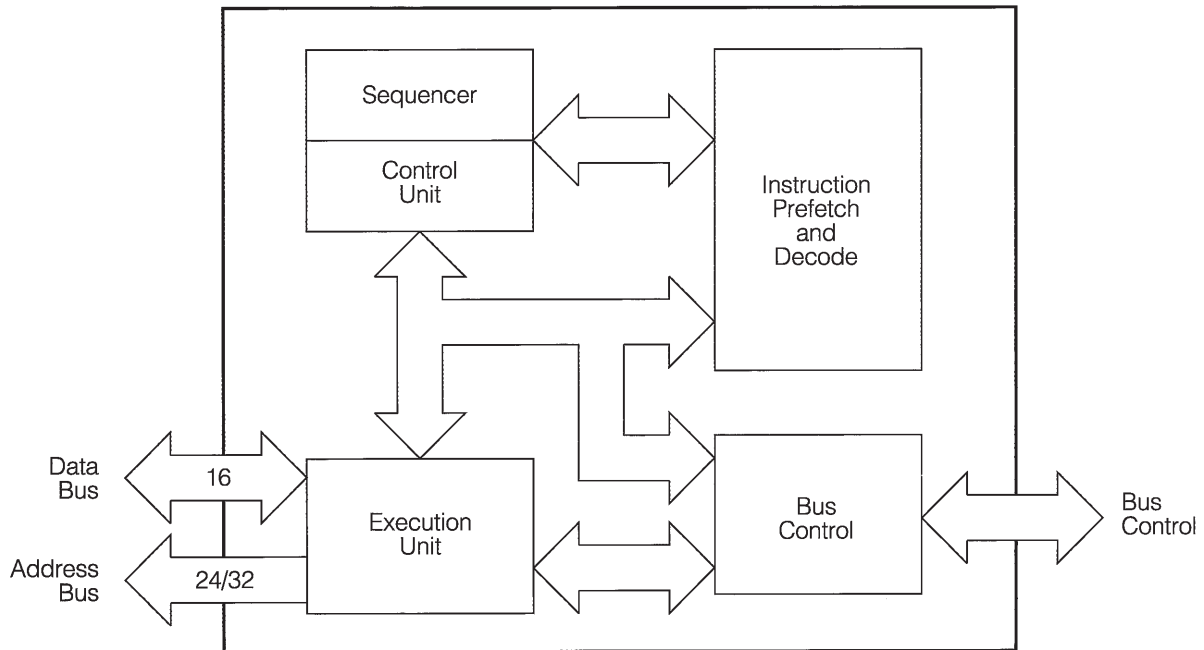 Sequencer
Control
Unit
Instruction
Prefetch
and
Decode
Data
Bus
16
Address
Bus
24/32
Execution
Unit
Bus
Control
Bus
Control